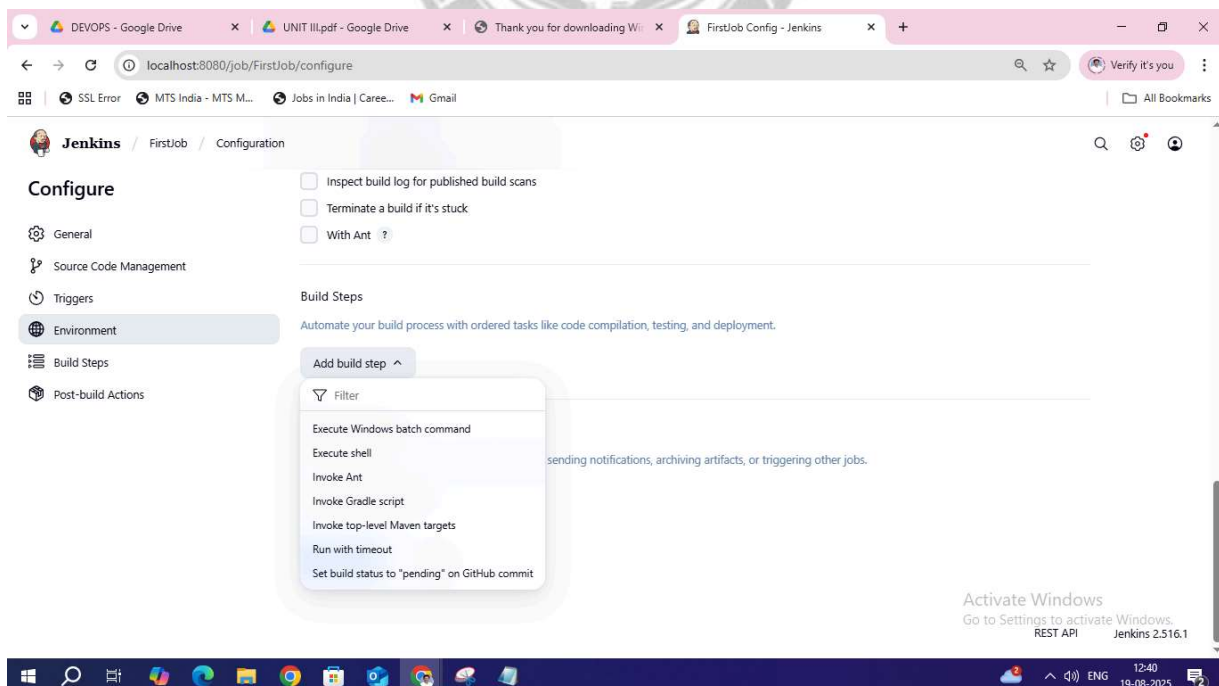 DEVOPS - Google Drive
UNIT III.pdf - Google Drive
Thank you for downloading Wi
FirstJob Config - Jenkins
localhost:8080/job/FirstJob/configure
Verify it's you
SSL Error
MTS India - MTS M...
Jobs in India | Caree...
Gmail
All Bookmarks
Jenkins / FirstJob / Configuration
Configure
General
Source Code Management
Triggers
Environment
Build Steps
Post-build Actions
Inspect build log for published build scans
Terminate a build if it's stuck
With Ant ?
Build Steps
Automate your build process with ordered tasks like code compilation, testing, and deployment.
Add build step
Filter
Execute Windows batch command
Execute shell
sending notifications, archiving artifacts, or triggering other jobs.
Invoke Ant
Invoke Gradle script
Invoke top-level Maven targets
Run with timeout
Set build status to "pending" on GitHub commit
Activate Windows
Go to Settings to activate Windows.
REST API
Jenkins 2.516.1
ENG
12:40
19-08-2025